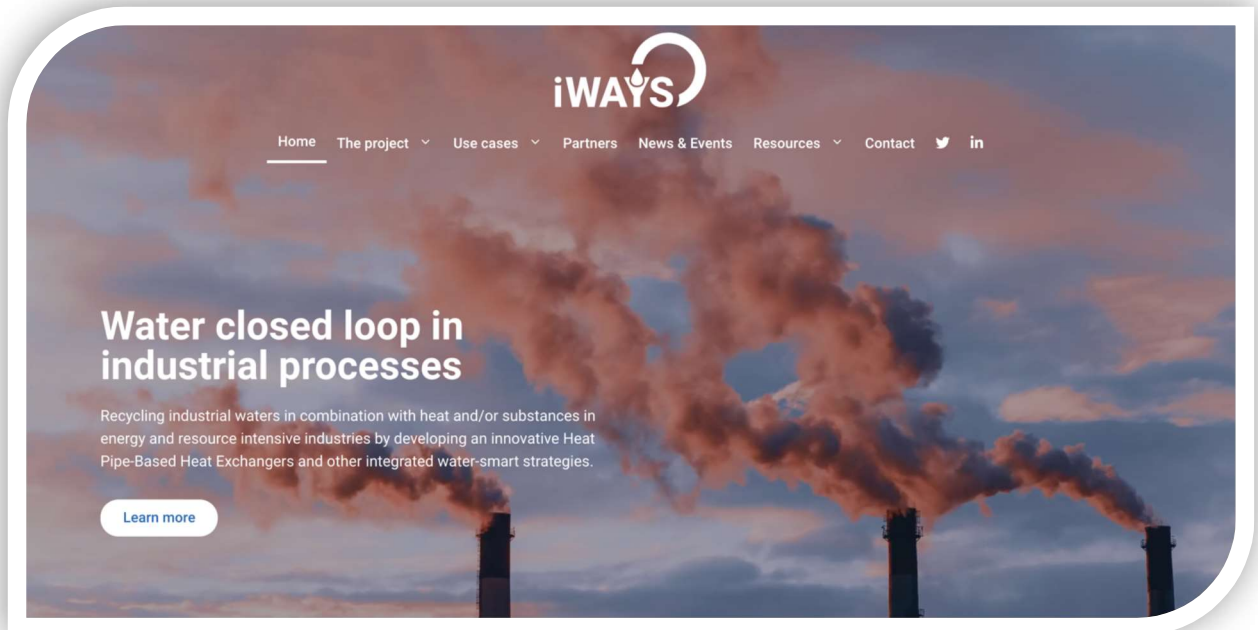 iWAYS
Home The project Use cases Partners News & Events Resources Contact in
Water closed loop in
industrial processes
Recycling industrial waters in combination with heat and/or substances in
energy and resource intensive industries by developing an innovative Heat
Pipe-Based Heat Exchangers and other integrated water-smart strategies.
Learn more